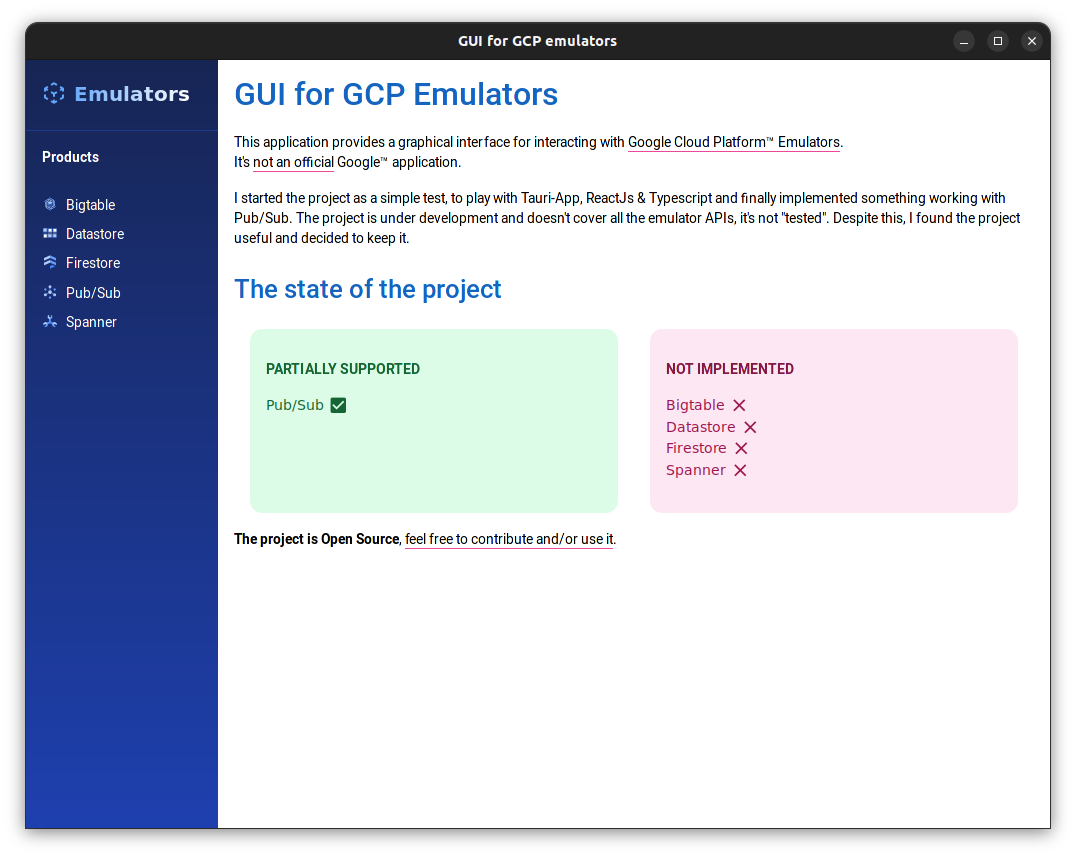 GUI for GCP emulators
Emulators
Products
Bigtable
Datastore
Firestore
Pub/Sub
Spanner
GUI for GCP Emulators
This application provides a graphical interface for interacting with Google Cloud Platform™ Emulators.
It's not an official Google™ application.
I started the project as a simple test, to play with Tauri-App, ReactJs & Typescript and finally implemented something working with
Pub/Sub. The project is under development and doesn't cover all the emulator APIs, it's not "tested". Despite this, I found the project
useful and decided to keep it.
The state of the project
PARTIALLY SUPPORTED
Pub/Sub
NOT IMPLEMENTED
Bigtable
Datastore
Firestore
Spanner
The project is Open Source, feel free to contribute and/or use it.